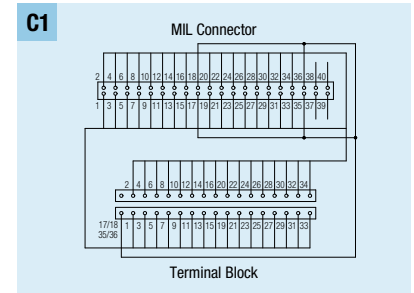 C1
MIL Connector
2 4 6 8 10 12 14 16 18 20 22 24 26 28 30 32 34 36 38 40
1 3 5 7 9 11 13 15 17 19 21 23 25 27 29 31 33 35 37 39
2 4 6 8 10 12 14 16 20 22 24 26 28 30 32 34
17/18 1 3 5 7 9 11 13 15 19 21 23 25 27 29 31 33
35/36
Terminal Block